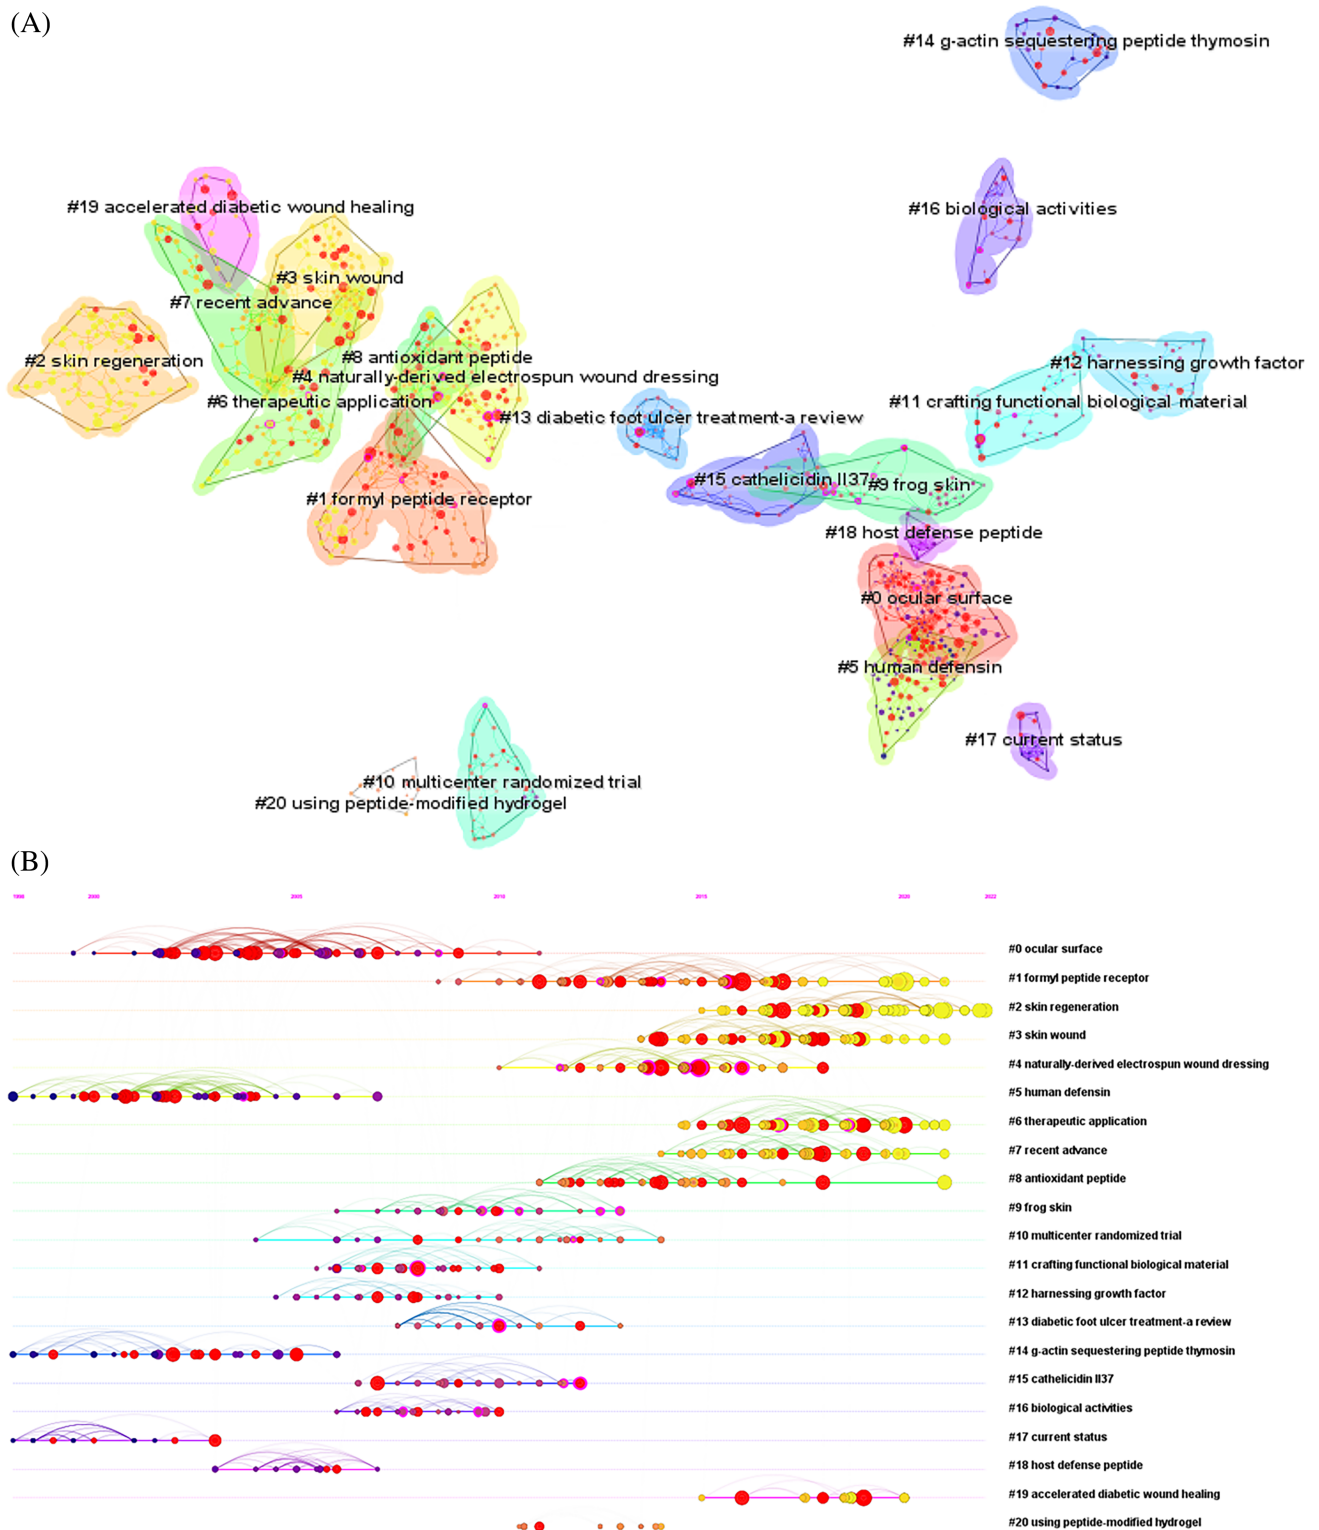 (A)
#14 g-actin sequestering peptide thymosin
#19 accelerated diabetic wound healing
#16 biological activities
#3 skin wound
#7 recent advance
#2 skin regeneration
#8 antioxidant peptide
#12 harnessing growth factor
#4 naturally-derived electrospun wound dressing
#6 therapeutic application
#11 crafting functional biological material
#13 diabetic foot ulcer treatment-a review
#15 cathelicidin ll37
#9 frog skin
#1 formyl peptide receptor
#18 host defense peptide
#0 ocular surface
#5 human defensin
#17 current status
#10 multicenter randomized trial
#20 using peptide-modified hydrogel
(B)
1998 2000 2005 2010 2015 2020 2022
#0 ocular surface
#1 formyl peptide receptor
#2 skin regeneration
#3 skin wound
#4 naturally-derived electrospun wound dressing
#5 human defensin
#6 therapeutic application
#7 recent advance
#8 antioxidant peptide
#9 frog skin
#10 multicenter randomized trial
#11 crafting functional biological material
#12 harnessing growth factor
#13 diabetic foot ulcer treatment-a review
#14 g-actin sequestering peptide thymosin
#15 cathelicidin ll37
#16 biological activities
#17 current status
#18 host defense peptide
#19 accelerated diabetic wound healing
#20 using peptide-modified hydrogel